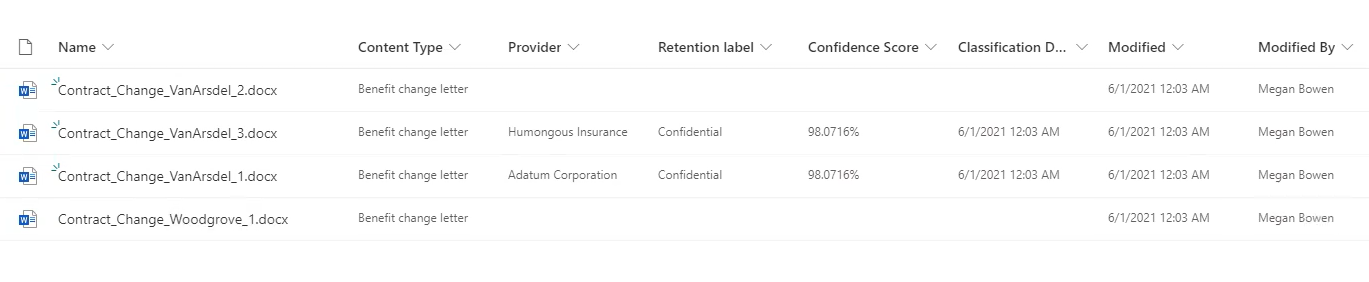 Name Content Type Provider Retention label Confidence Score Classification D... Modified Modified By
Contract_Change_VanArsdel_2.docx Benefit change letter 6/1/2021 12:03 AM Megan Bowen
Contract_Change_VanArsdel_3.docx Benefit change letter Humongous Insurance Confidential 98.0716% 6/1/2021 12:03 AM 6/1/2021 12:03 AM Megan Bowen
Contract_Change_VanArsdel_1.docx Benefit change letter Adatum Corporation Confidential 98.0716% 6/1/2021 12:03 AM 6/1/2021 12:03 AM Megan Bowen
Contract_Change_Woodgrove_1.docx Benefit change letter 6/1/2021 12:03 AM Megan Bowen